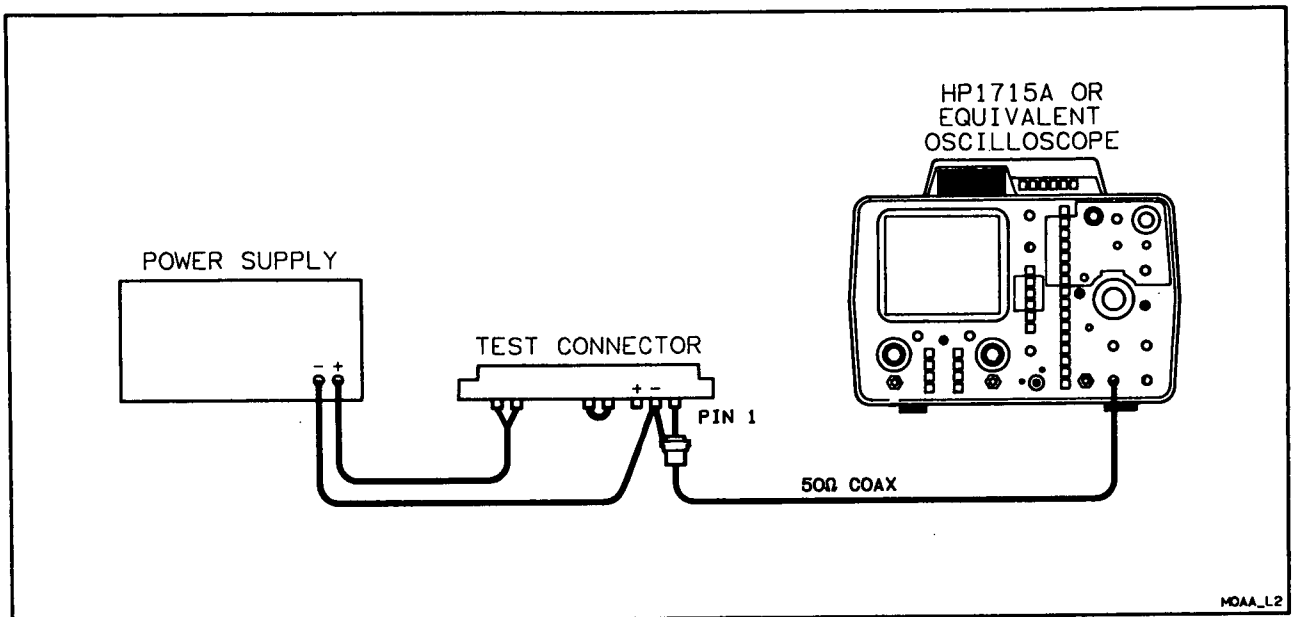 HP1715A OR
EQUIVALENT
OSCILLOSCOPE
POWER SUPPLY
- +
TEST CONNECTOR
+ -
PIN 1
50Ω COAX
MOAA_L2